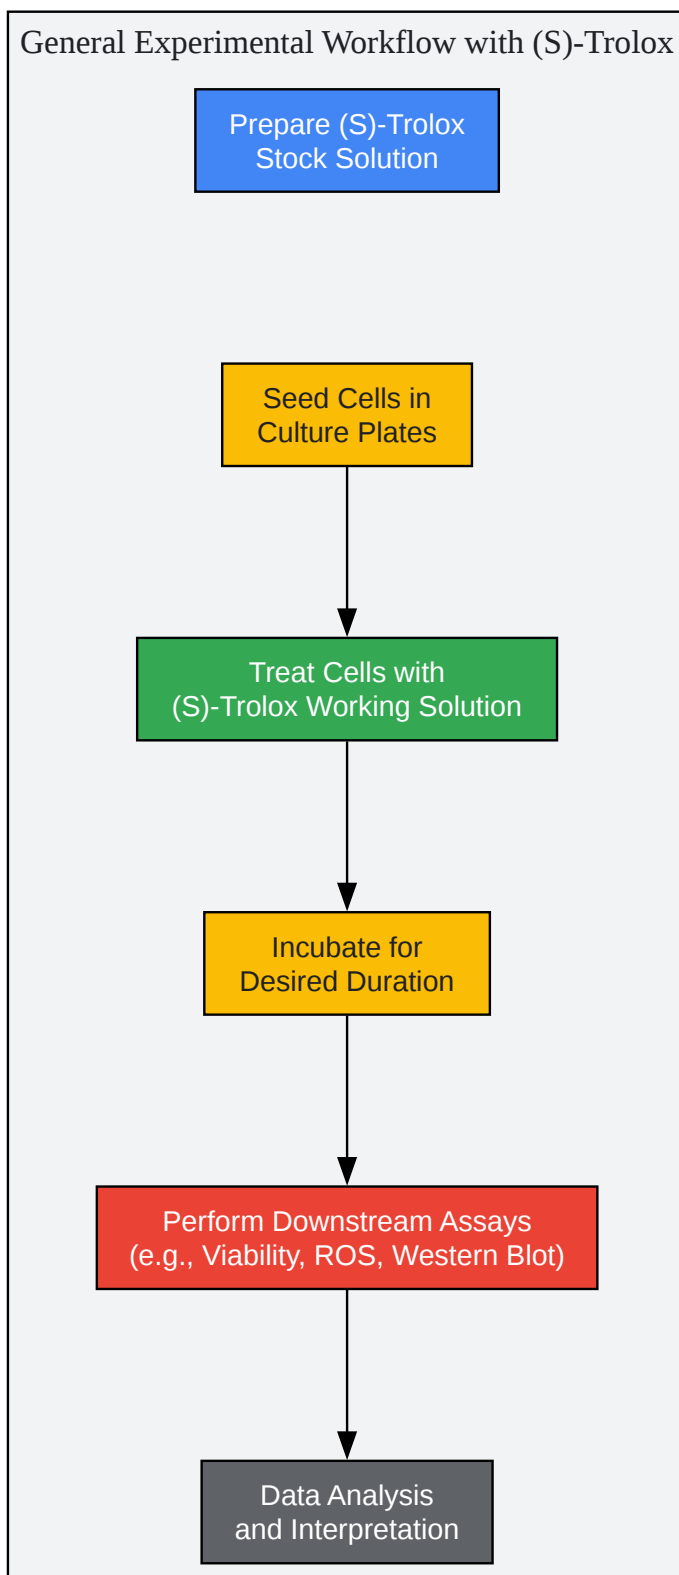 General Experimental Workflow with (S)-Trolox
Prepare (S)-Trolox
Stock Solution
Seed Cells in
Culture Plates
Treat Cells with
(S)-Trolox Working Solution
Incubate for
Desired Duration
Perform Downstream Assays
(e.g., Viability, ROS, Western Blot)
Data Analysis
and Interpretation